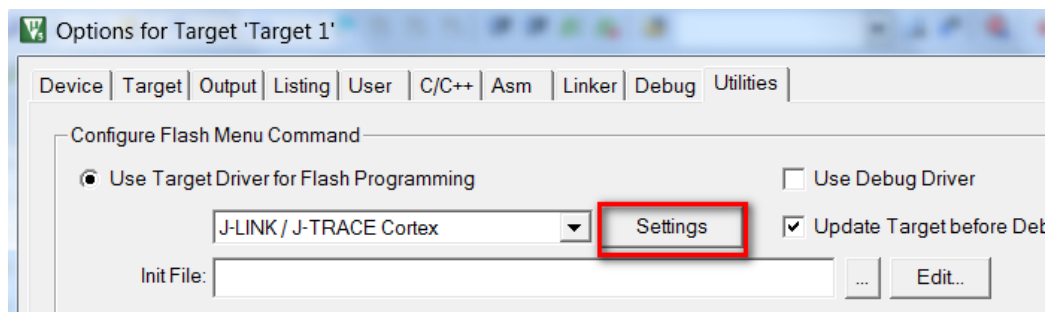 Options for Target 'Target 1'
Device Target Output Listing User C/C++ Asm Linker Debug Utilities
Configure Flash Menu Command
Use Target Driver for Flash Programming Use Debug Driver
J-LINK / J-TRACE Cortex Settings Update Target before Deb
Init File: ... Edit...